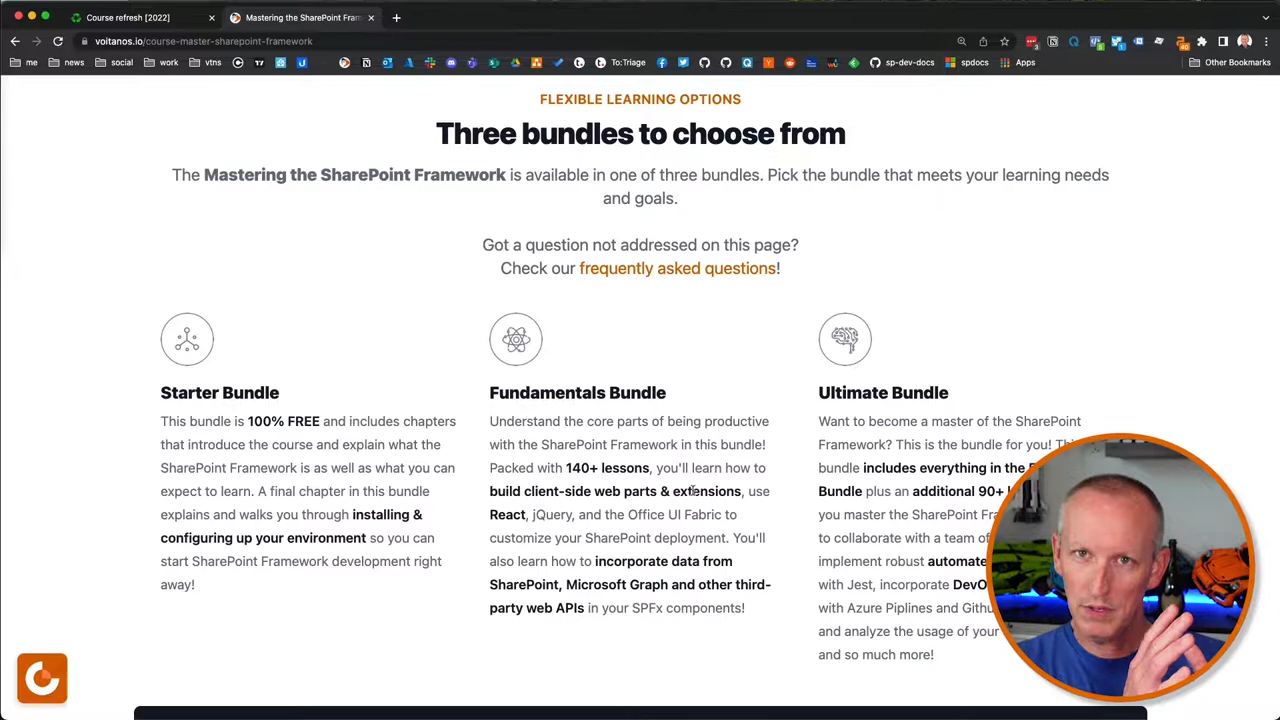 Course refresh [2022]
Mastering the SharePoint Fram
voitanos.io/course-master-sharepoint-framework
me
news
social
work
vtns
To:Triage
sp-dev-docs
spdocs
Apps
Other Bookmarks
FLEXIBLE LEARNING OPTIONS
Three bundles to choose from
The Mastering the SharePoint Framework is available in one of three bundles. Pick the bundle that meets your learning needs
and goals.
Got a question not addressed on this page?
Check our frequently asked questions!
Starter Bundle
This bundle is 100% FREE and includes chapters
that introduce the course and explain what the
SharePoint Framework is as well as what you can
expect to learn. A final chapter in this bundle
explains and walks you through installing &
configuring up your environment so you can
start SharePoint Framework development right
away!
Fundamentals Bundle
Understand the core parts of being productive
with the SharePoint Framework in this bundle!
Packed with 140+ lessons, you'll learn how to
build client-side web parts & extensions, use
React, jQuery, and the Office UI Fabric to
customize your SharePoint deployment. You'll
also learn how to incorporate data from
SharePoint, Microsoft Graph and other third-
party web APIs in your SPFx components!
Ultimate Bundle
Want to become a master of the SharePoint
Framework? This is the bundle for you!
bundle includes everything in the
Bundle plus an additional 90+
you master the SharePoint
to collaborate with a team of
implement robust automate
with Jest, incorporate
with Azure Piplines and
and analyze the usage of your
and so much more!